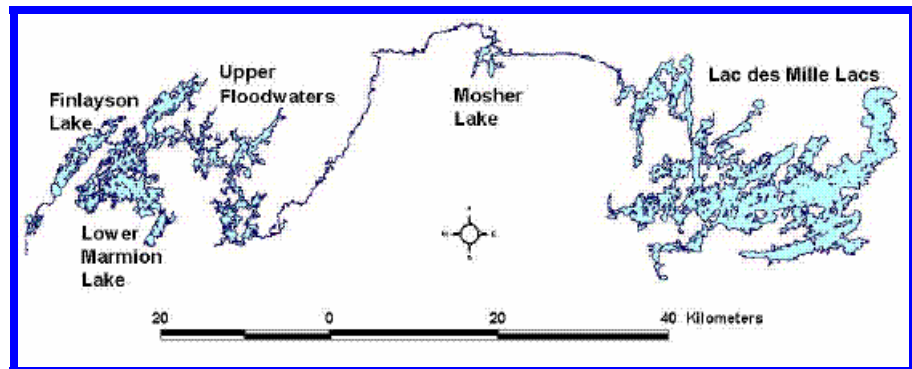 Finlayson
Lake
Upper
Floodwaters
Mosher
Lake
Lac des Mille Lacs
Lower
Marmion
Lake
20 0 20 40 Kilometers